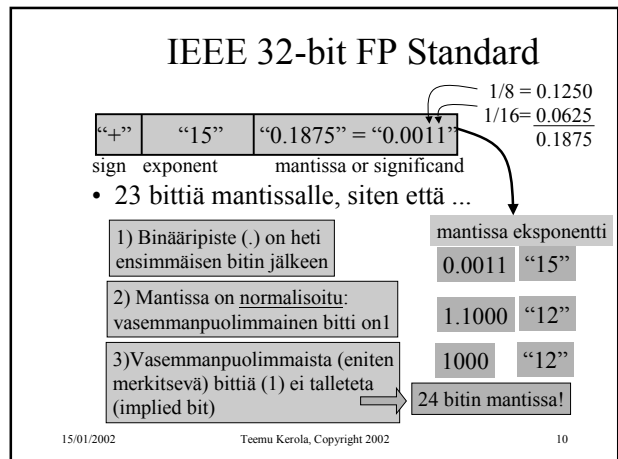 IEEE 32-bit FP Standard
1/8 = 0.1250
1/16= 0.0625
0.1875
“+” “15” “0.1875” = “0.0011”
sign exponent mantissa or significand
• 23 bittiä mantissalle, siten että ...
1) Binääripiste (.) on heti
ensimmäisen bitin jälkeen
mantissa eksponentti
0.0011 “15”
2) Mantissa on normalisoitu:
vasemmanpuolimmainen bitti on1
1.1000 “12”
3)Vasemmanpuolimmaista (eniten
merkitsevä) bittiä (1) ei talleteta
(implied bit)
1000 “12”
24 bitin mantissa!
15/01/2002 Teemu Kerola, Copyright 2002 10